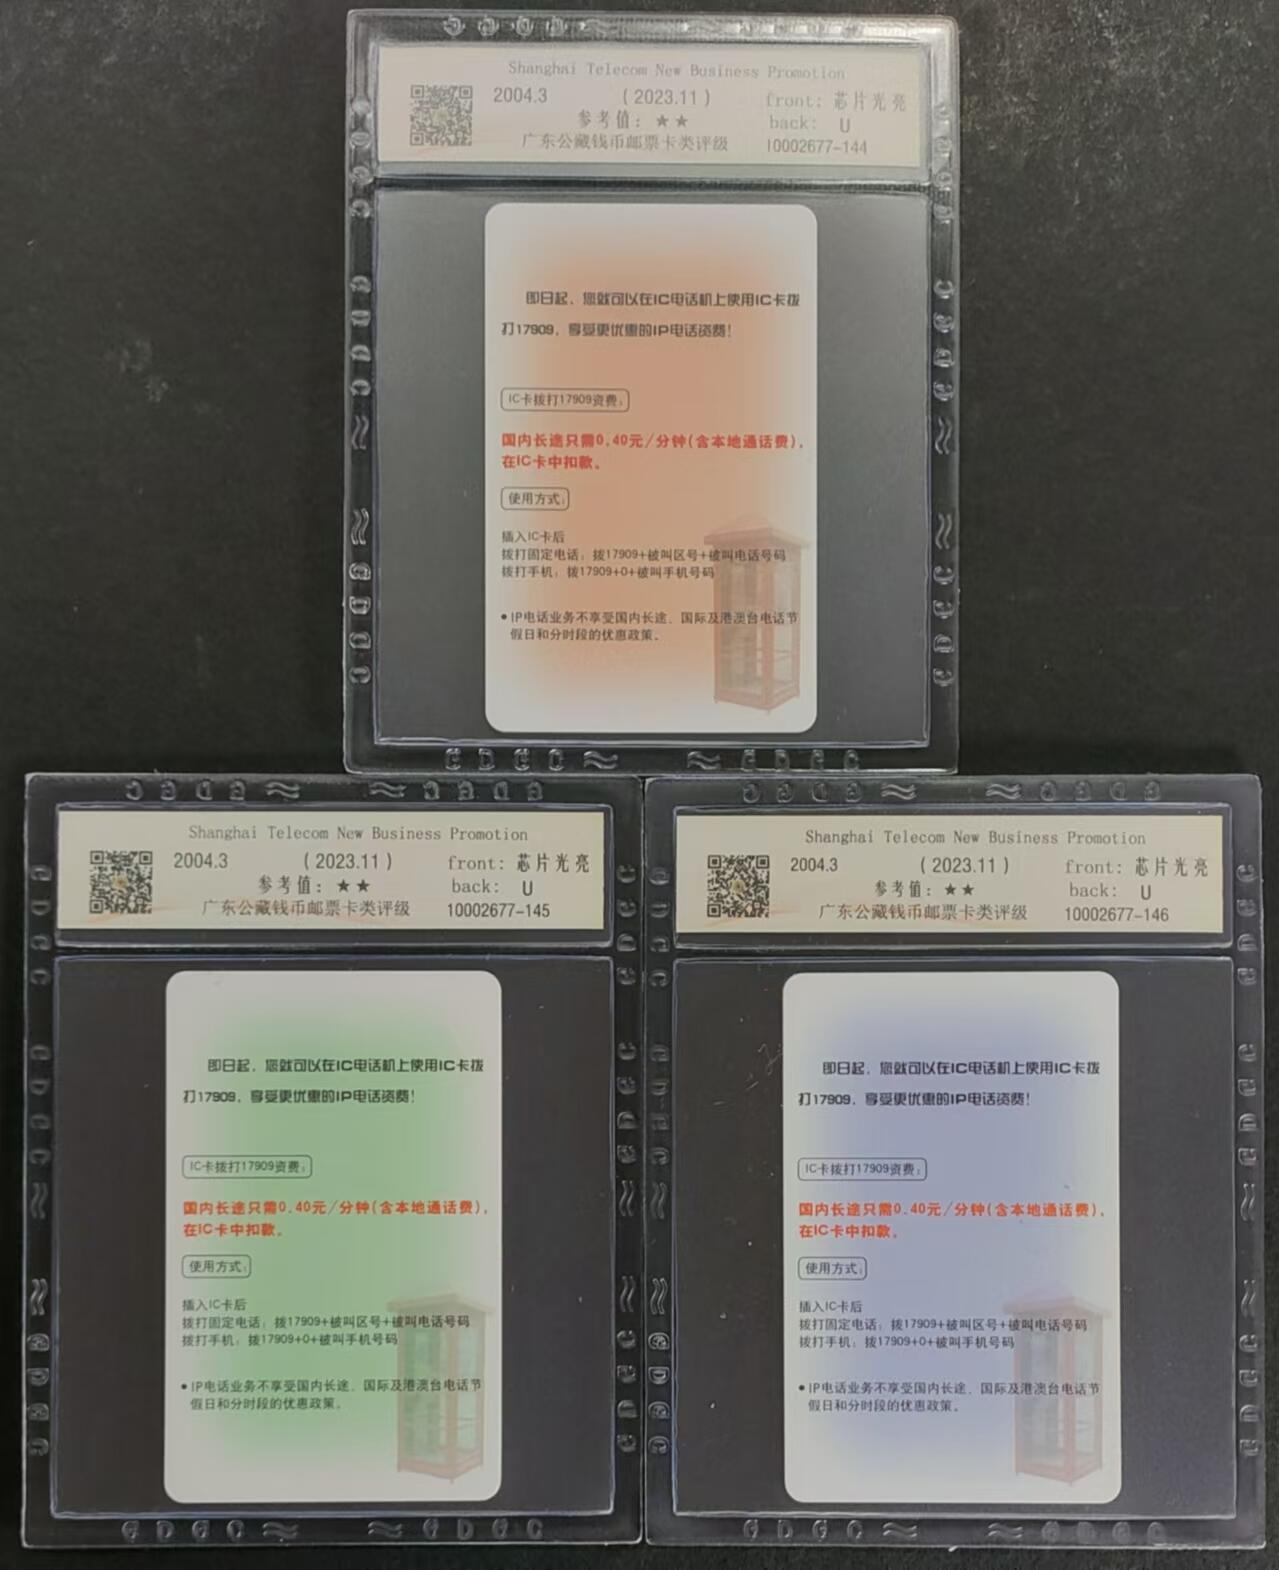 Shanghai Telecom New Business Promotion
2004.3 (2023.11) front: 芯片光亮
参考值: ★★ back: U
广东公藏钱币邮票卡类评级 10002677-144
即日起、您就可以在IC电话机上使用IC卡拨
打17909，享受更优惠的IP电话资费!
IC卡拨打17909资费:
国内长途只需0.40元/分钟(含本地通话费),
在IC卡中扣款。
使用方式:
插入IC卡后
拨打固定电话: 拨17909+被叫区号+被叫电话号码
拨打手机: 拨17909+0+被叫手机号码
●IP电话业务不享受国内长途、国际及港澳台电话节
假日和分时段的优惠政策。
Shanghai Telecom New Business Promotion
2004.3 (2023.11) front: 芯片光亮
参考值: ★★ back: U
广东公藏钱币邮票卡类评级 10002677-145
即日起、您就可以在IC电话机上使用IC卡拨
打17909，享受更优惠的IP电话资费!
IC卡拨打17909资费:
国内长途只需0.40元/分钟(含本地通话费),
在IC卡中扣款。
使用方式:
插入IC卡后
拨打固定电话: 拨17909+被叫区号+被叫电话号码
拨打手机: 拨17909+0+被叫手机号码
●IP电话业务不享受国内长途、国际及港澳台电话节
假日和分时段的优惠政策。
Shanghai Telecom New Business Promotion
2004.3 (2023.11) front: 芯片光亮
参考值: ★★ back: U
广东公藏钱币邮票卡类评级 10002677-146
即日起、您就可以在IC电话机上使用IC卡拨
打17909，享受更优惠的IP电话资费!
IC卡拨打17909资费:
国内长途只需0.40元/分钟(含本地通话费),
在IC卡中扣款。
使用方式:
插入IC卡后
拨打固定电话: 拨17909+被叫区号+被叫电话号码
拨打手机: 拨17909+0+被叫手机号码
●IP电话业务不享受国内长途、国际及港澳台电话节
假日和分时段的优惠政策。